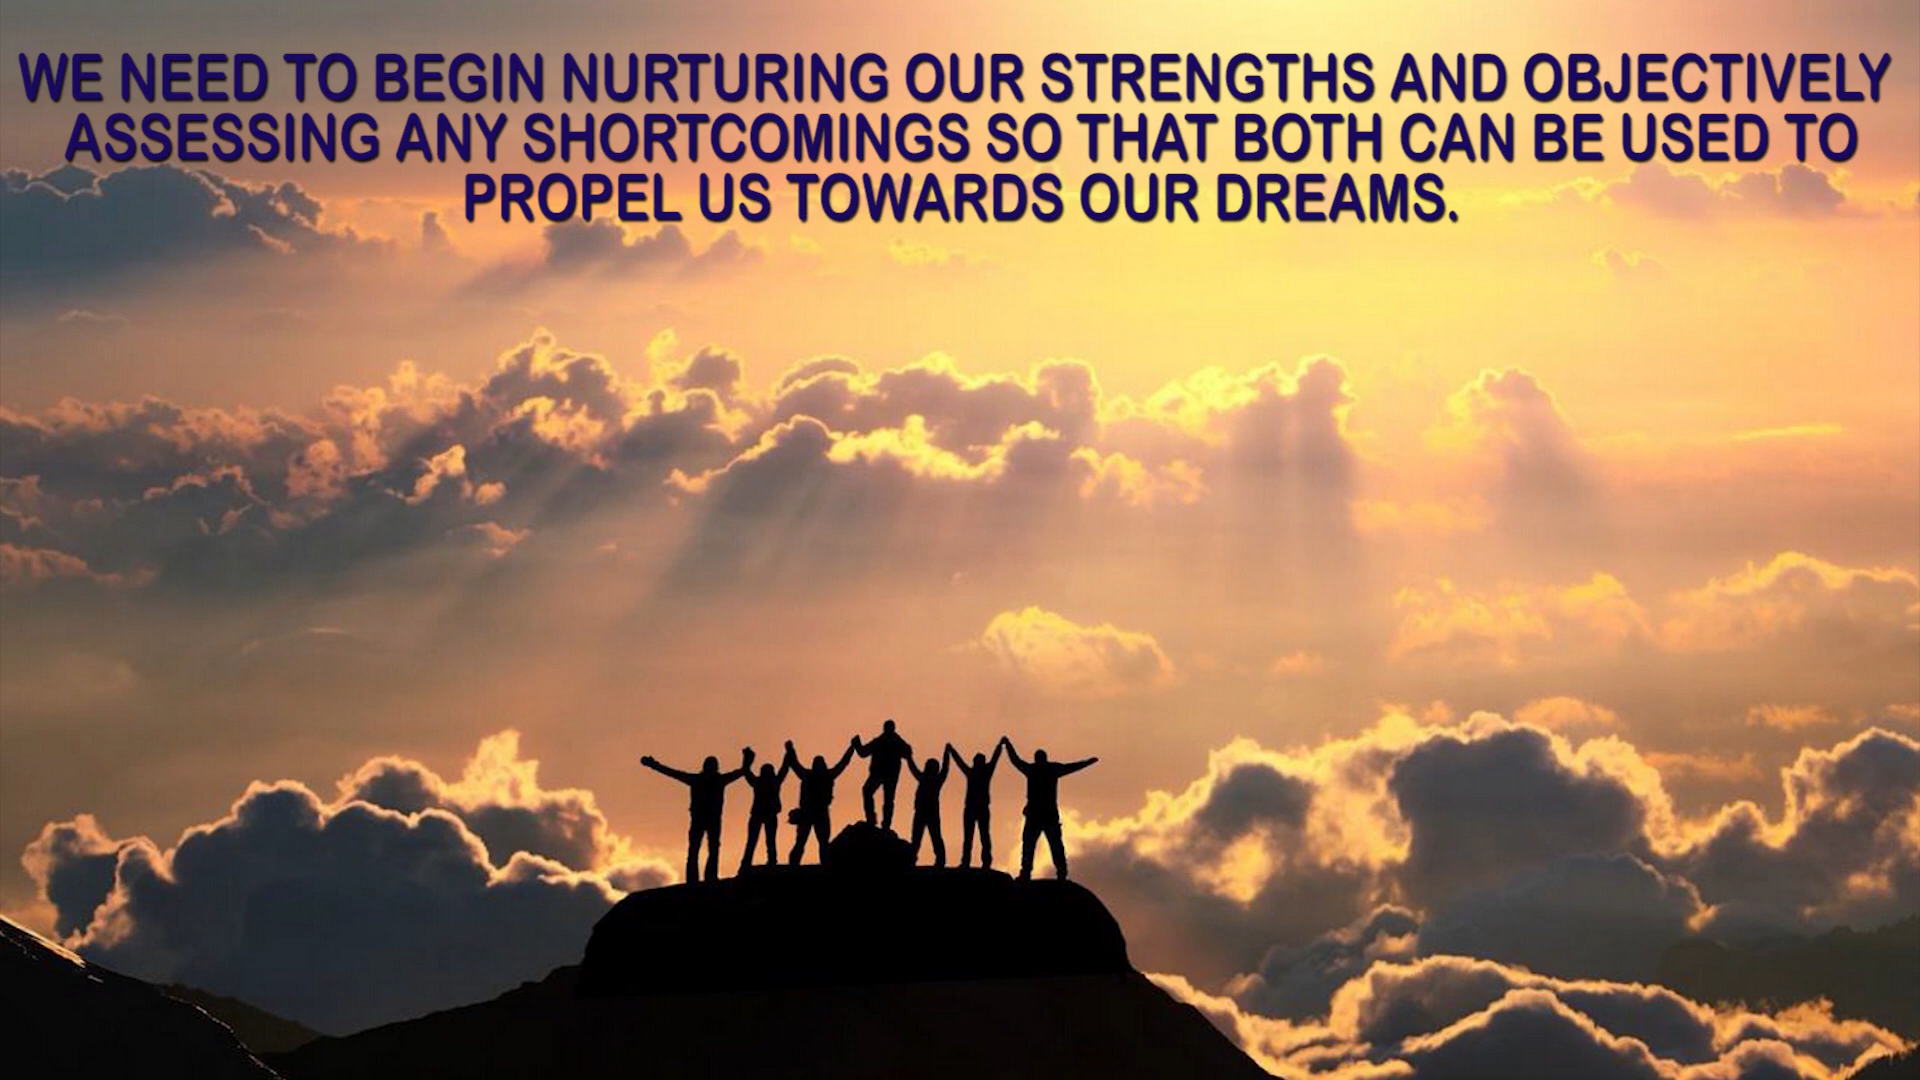 WE NEED TO BEGIN NURTURING OUR STRENGTHS AND OBJECTIVELY
ASSESSING ANY SHORTCOMINGS SO THAT BOTH CAN BE USED TO
PROPEL US TOWARDS OUR DREAMS.